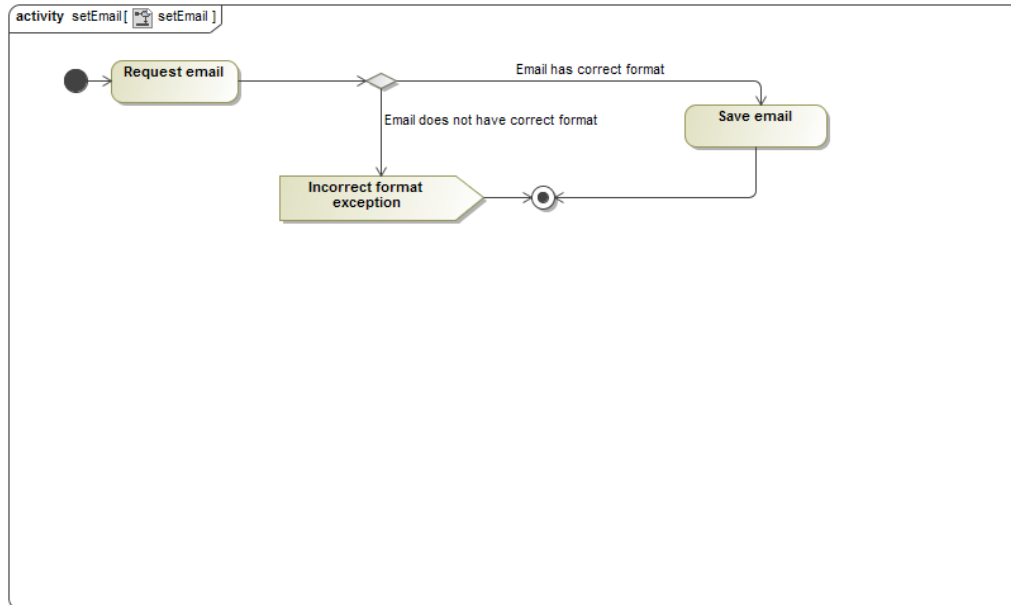 activity setEmail[ setEmail ]
Request email
Email has correct format
Save email
Email does not have correct format
Incorrect format
exception